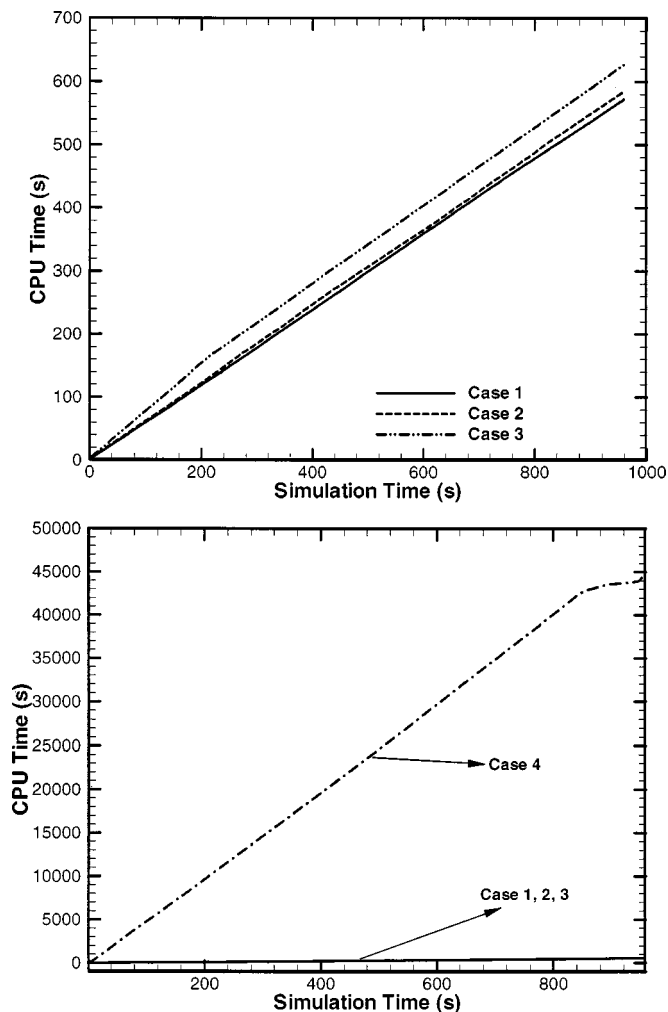 700
600
500
400
300
200
100
0
CPU Time (s)
Case 1
Case 2
Case 3
0 200 400 600 800 1000
Simulation Time (s)
50000
45000
40000
35000
30000
25000
20000
15000
10000
5000
0
CPU Time (s)
Case 4
Case 1, 2, 3
200 400 600 800
Simulation Time (s)